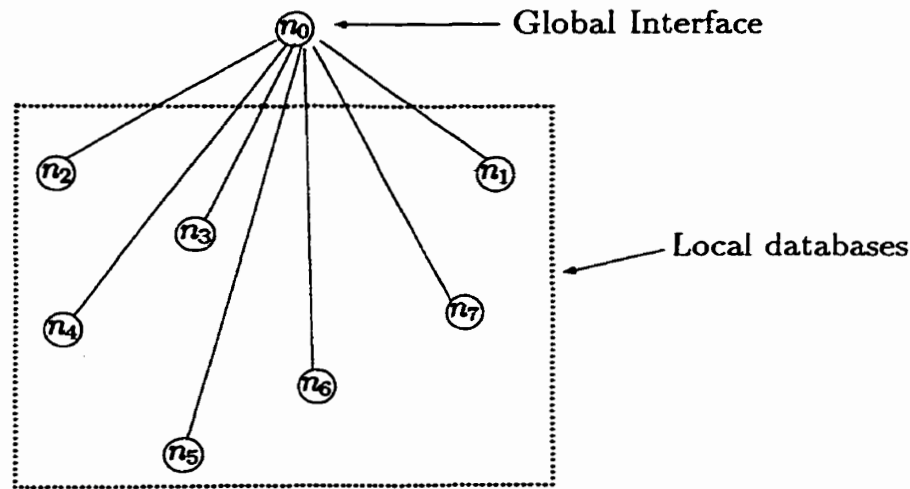 n₀
Global Interface
n₂
n₁
n₃
Local databases
n₇
n₄
n₆
n₅